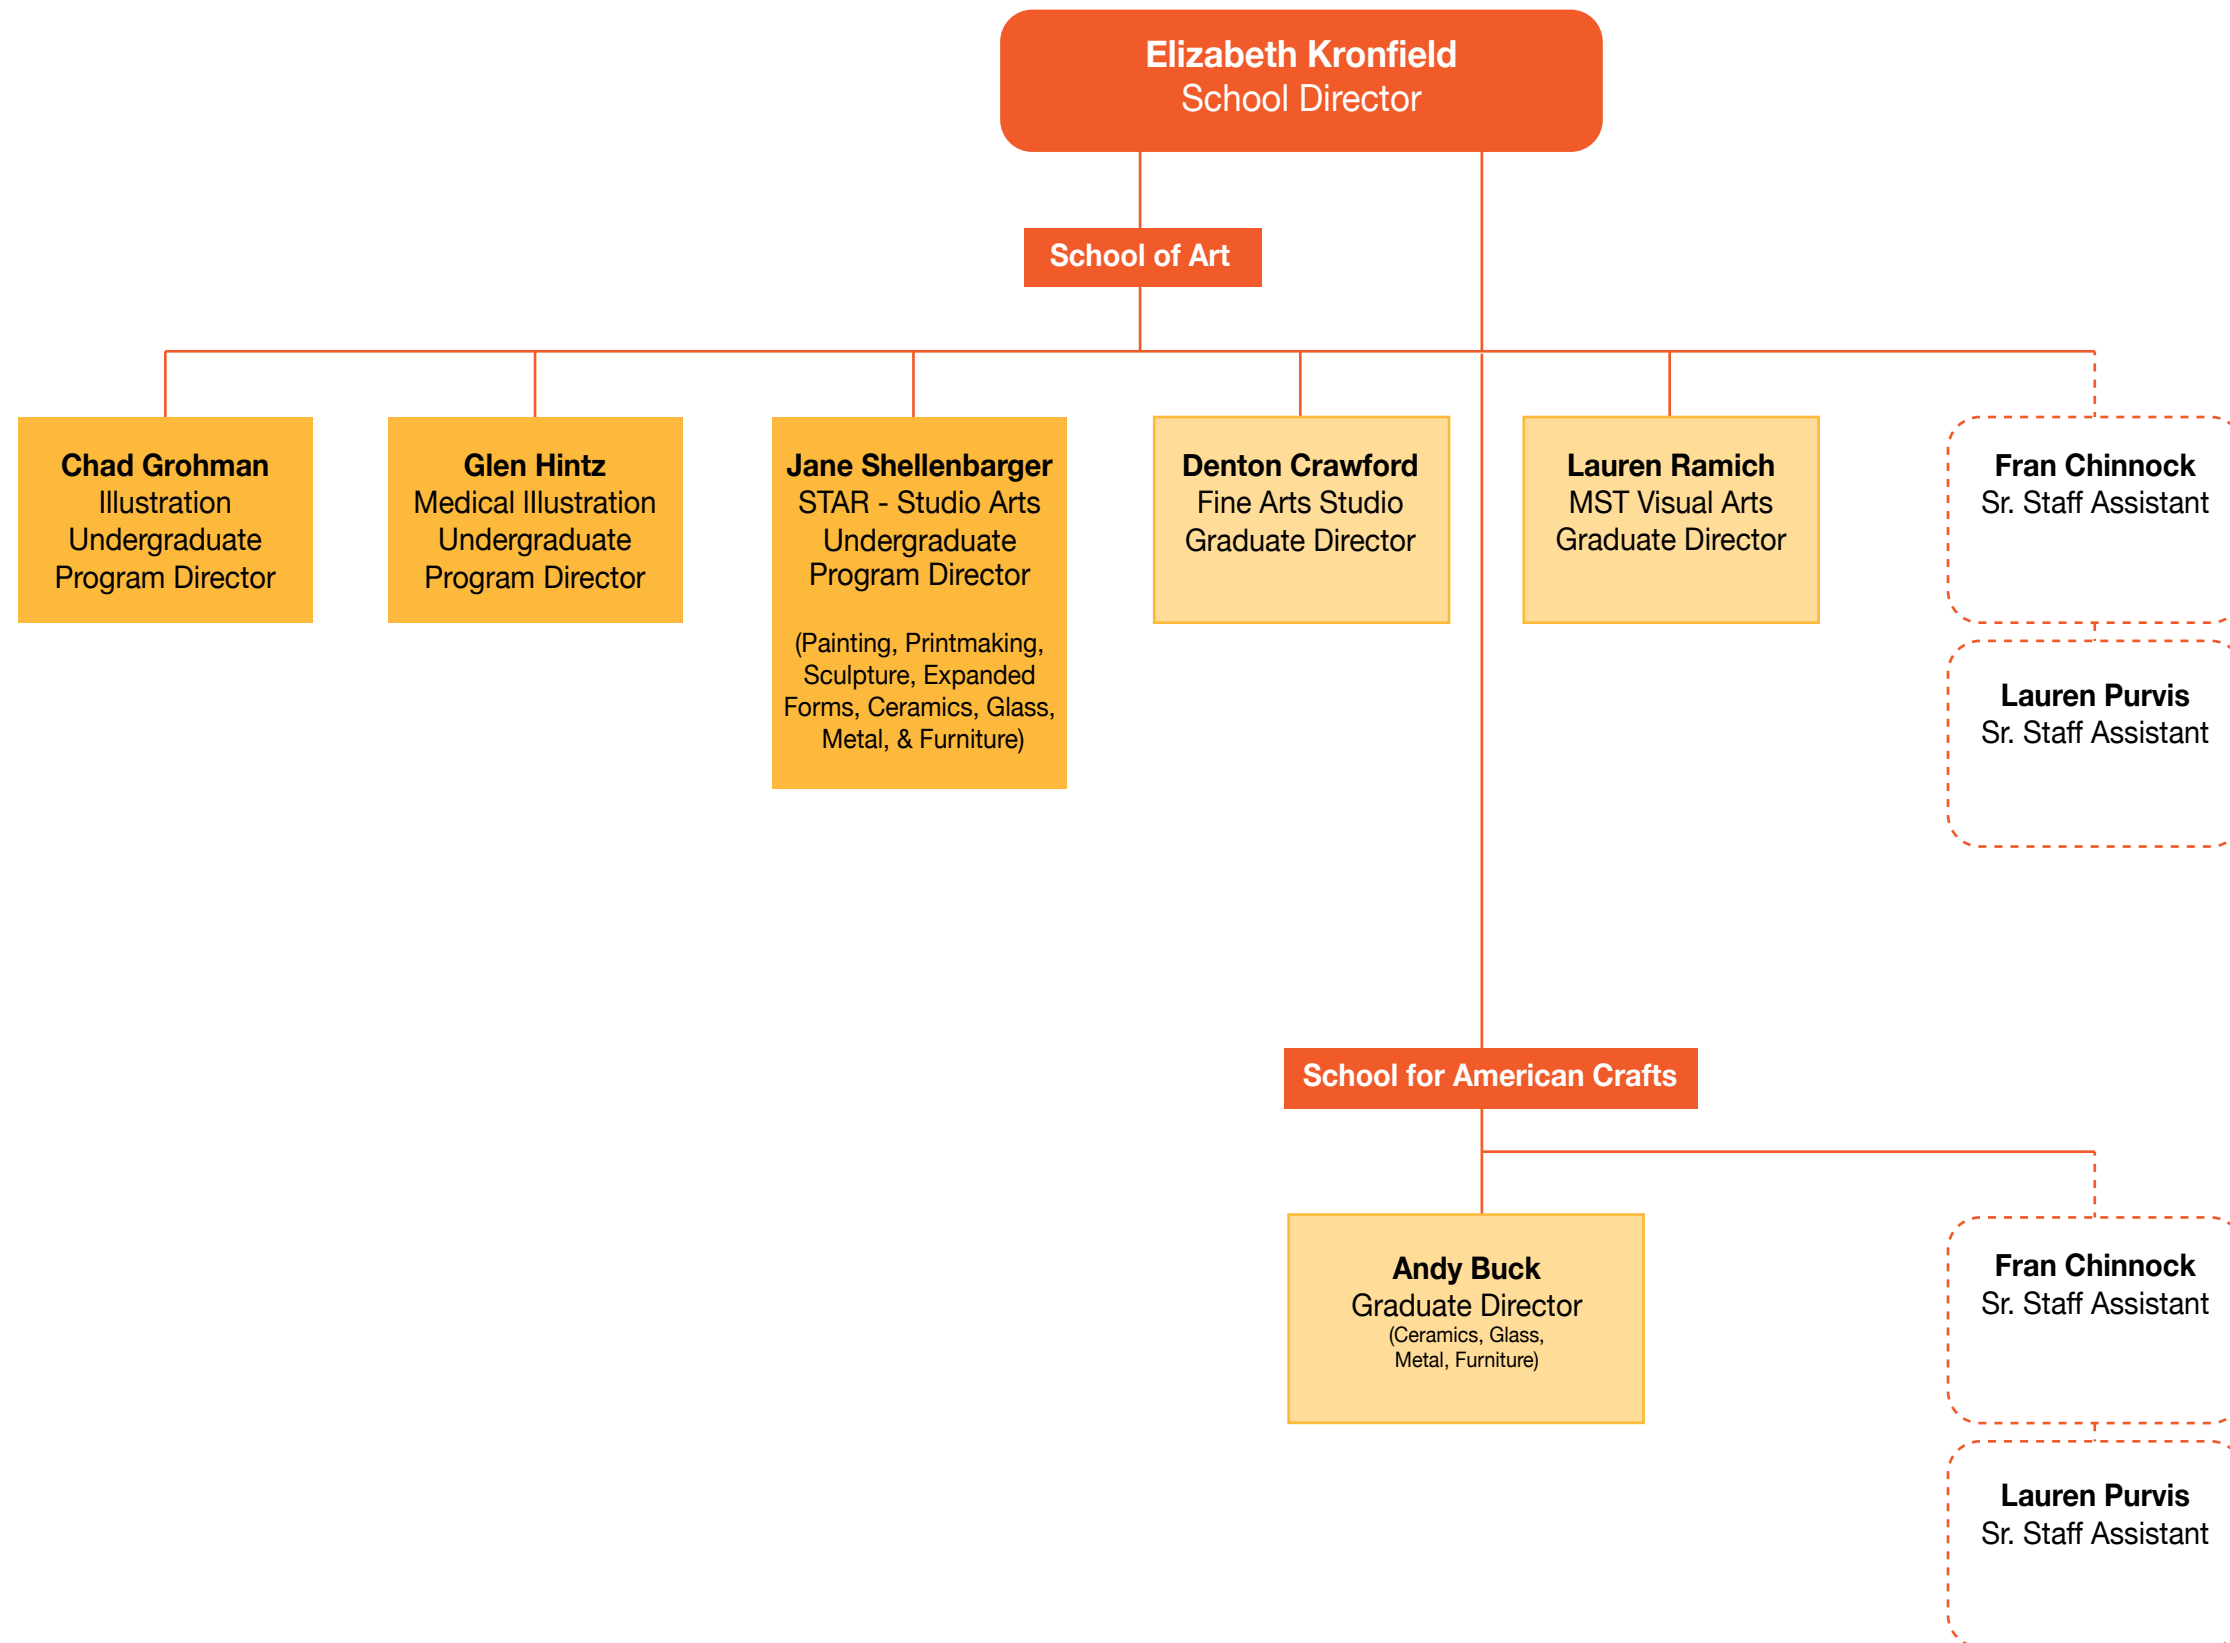 Elizabeth Kronfield
School Director
School of Art
Chad Grohman
Illustration
Undergraduate
Program Director
Glen Hintz
Medical Illustration
Undergraduate
Program Director
Jane Shellenbarger
STAR - Studio Arts
Undergraduate
Program Director
(Painting, Printmaking,
Sculpture, Expanded
Forms, Ceramics, Glass,
Metal, & Furniture)
Denton Crawford
Fine Arts Studio
Graduate Director
Lauren Ramich
MST Visual Arts
Graduate Director
Fran Chinnock
Sr. Staff Assistant
Lauren Purvis
Sr. Staff Assistant
School for American Crafts
Andy Buck
Graduate Director
(Ceramics, Glass,
Metal, Furniture)
Fran Chinnock
Sr. Staff Assistant
Lauren Purvis
Sr. Staff Assistant